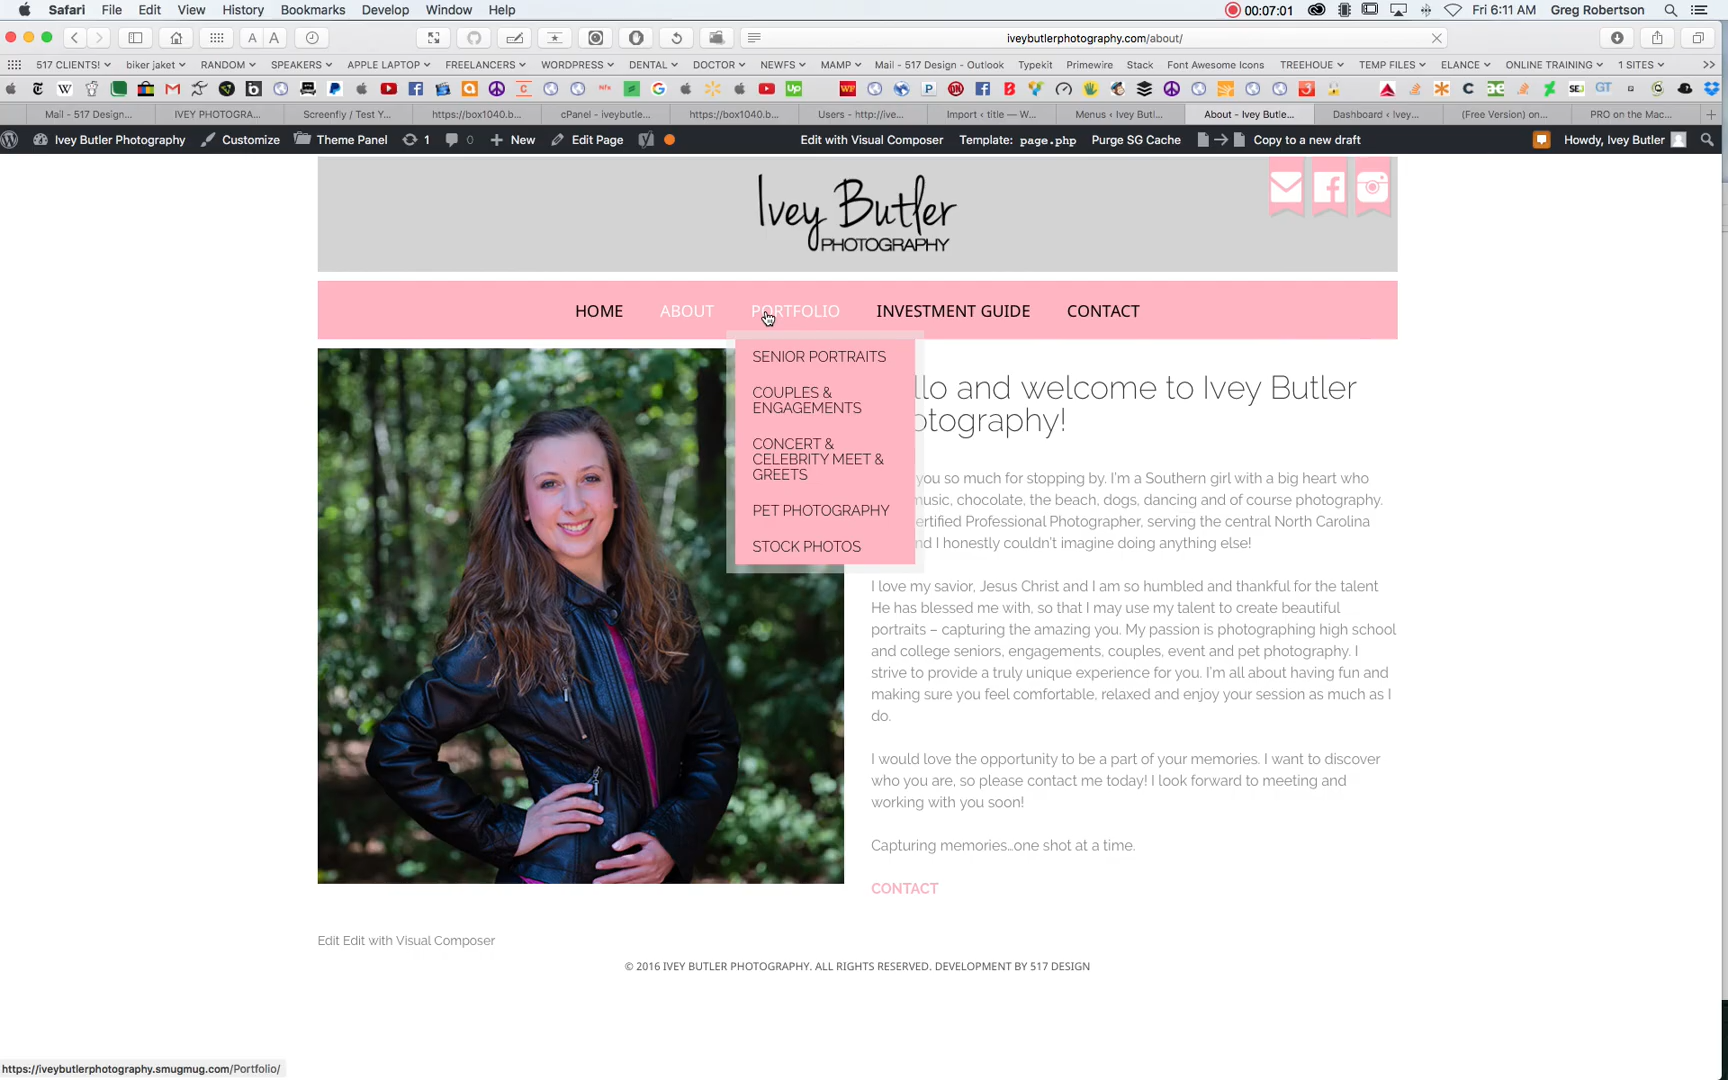 Safari File Edit View History Bookmarks Develop Window Help 00:07:01 Fri 6:11 AM Greg Robertson
iveybutlerphotography.com/about/
517 CLIENTS! biker jaket RANDOM SPEAKERS APPLE LAPTOP FREELANCERS WORDPRESS DENTAL DOCTOR NEWFS MAMP Mail - 517 Design - Outlook Typekit Primewire Stack Font Awesome Icons TREEHOUE TEMP FILES ELANCE ONLINE TRAINING 1 SITES
Mail - 517 Design... IVEY PHOTOGRA... Screenfly / Test Y... https://box1040.b... cPanel - iveybutle... https://box1040.b... Users - http://ive... Import < title — W... Menus < Ivey But... About - Ivey Butle... Dashboard < Ivey... (Free Version) on... PRO on the Mac...
Ivey Butler Photography Customize Theme Panel 1 0 New Edit Page Edit with Visual Composer Template: page.php Purge SG Cache Copy to a new draft Howdy, Ivey Butler
Ivey Butler
PHOTOGRAPHY
HOME ABOUT PORTFOLIO INVESTMENT GUIDE CONTACT
SENIOR PORTRAITS
COUPLES &
ENGAGEMENTS
CONCERT &
CELEBRITY MEET &
GREETS
PET PHOTOGRAPHY
STOCK PHOTOS
llo and welcome to Ivey Butler
otography!
you so much for stopping by. I'm a Southern girl with a big heart who
music, chocolate, the beach, dogs, dancing and of course photography.
ertified Professional Photographer, serving the central North Carolina
nd I honestly couldn't imagine doing anything else!
I love my savior, Jesus Christ and I am so humbled and thankful for the talent
He has blessed me with, so that I may use my talent to create beautiful
portraits – capturing the amazing you. My passion is photographing high school
and college seniors, engagements, couples, event and pet photography. I
strive to provide a truly unique experience for you. I'm all about having fun and
making sure you feel comfortable, relaxed and enjoy your session as much as I
do.
I would love the opportunity to be a part of your memories. I want to discover
who you are, so please contact me today! I look forward to meeting and
working with you soon!
Capturing memories...one shot at a time.
CONTACT
Edit Edit with Visual Composer
© 2016 IVEY BUTLER PHOTOGRAPHY. ALL RIGHTS RESERVED. DEVELOPMENT BY 517 DESIGN
https://iveybutlerphotography.smugmug.com/Portfolio/